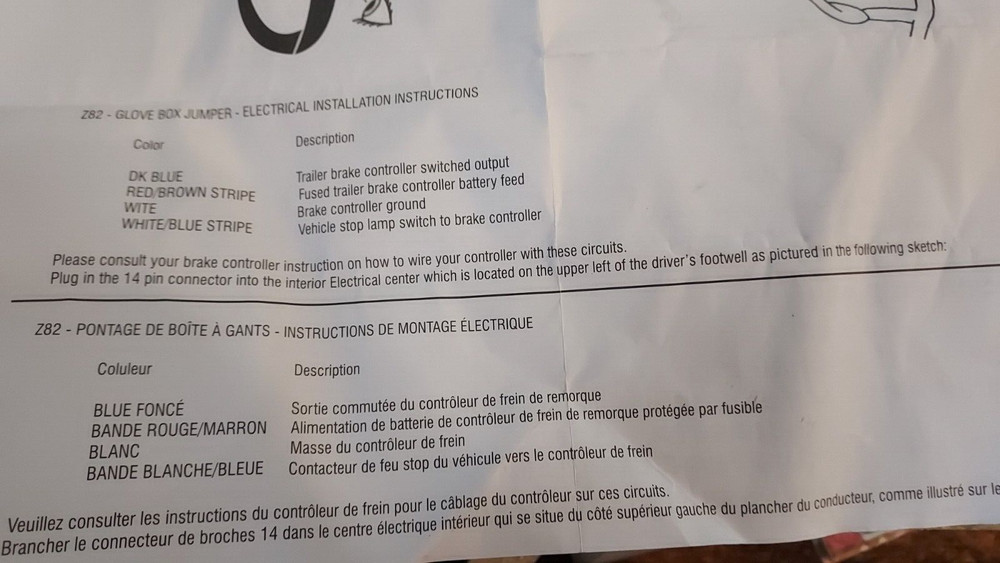 Z82 - GLOVE BOX JUMPER - ELECTRICAL INSTALLATION INSTRUCTIONS
Color Description
DK BLUE Trailer brake controller switched output
RED/BROWN STRIPE Fused trailer brake controller battery feed
WITE Brake controller ground
WHITE/BLUE STRIPE Vehicle stop lamp switch to brake controller
Please consult your brake controller instruction on how to wire your controller with these circuits.
Plug in the 14 pin connector into the interior Electrical center which is located on the upper left of the driver's footwell as pictured in the following sketch:
Z82 - PONTAGE DE BOÎTE À GANTS - INSTRUCTIONS DE MONTAGE ÉLECTRIQUE
Coluleur Description
BLUE FONCÉ Sortie commutée du contrôleur de frein de remorque
BANDE ROUGE/MARRON Alimentation de batterie de contrôleur de frein de remorque protégée par fusible
BLANC Masse du contrôleur de frein
BANDE BLANCHE/BLEUE Contacteur de feu stop du véhicule vers le contrôleur de frein
Veuillez consulter les instructions du contrôleur de frein pour le câblage du contrôleur sur ces circuits.
Brancher le connecteur de broches 14 dans le centre électrique intérieur qui se situe du côté supérieur gauche du plancher du conducteur, comme illustré sur le